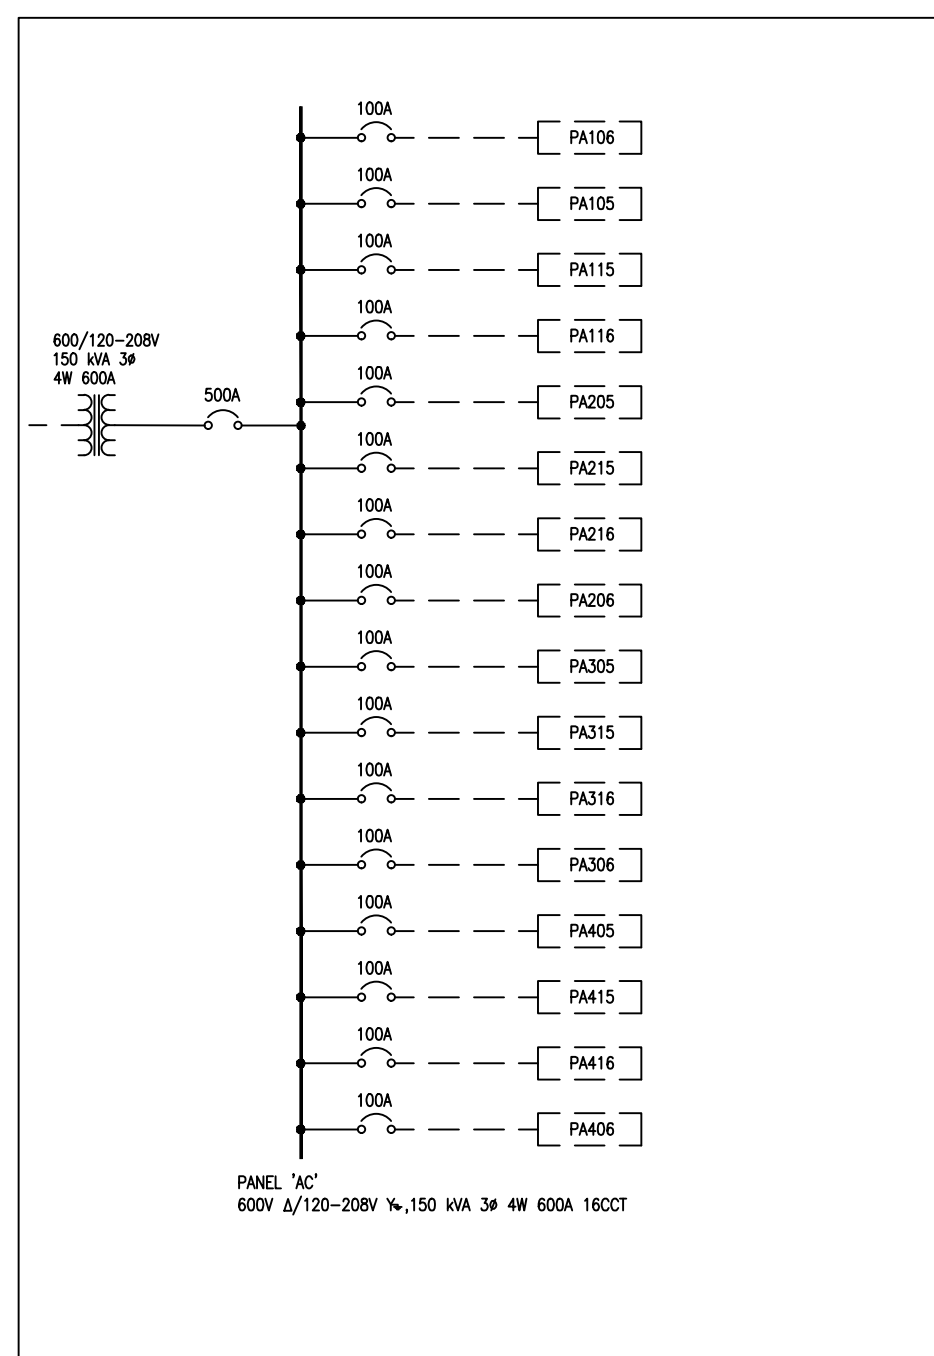 100A
PA106
100A
PA105
100A
PA115
100A
PA116
600/120-208V
150 kVA 3ø
4W 600A
100A
PA205
500A
100A
PA215
100A
PA216
100A
PA206
100A
PA305
100A
PA315
100A
PA316
100A
PA306
100A
PA405
100A
PA415
100A
PA416
100A
PA406
PANEL 'AC'
600V Δ/120-208V Y,150 kVA 3ø 4W 600A 16CCT